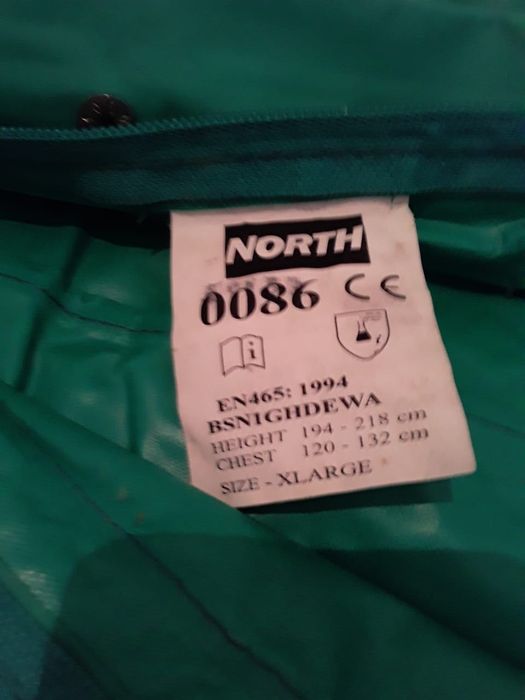 NORTH
0086 CE
i
EN465: 1994
BSNIGHDEWA
HEIGHT 194 - 218 cm
CHEST 120 - 132 cm
SIZE - XLARGE